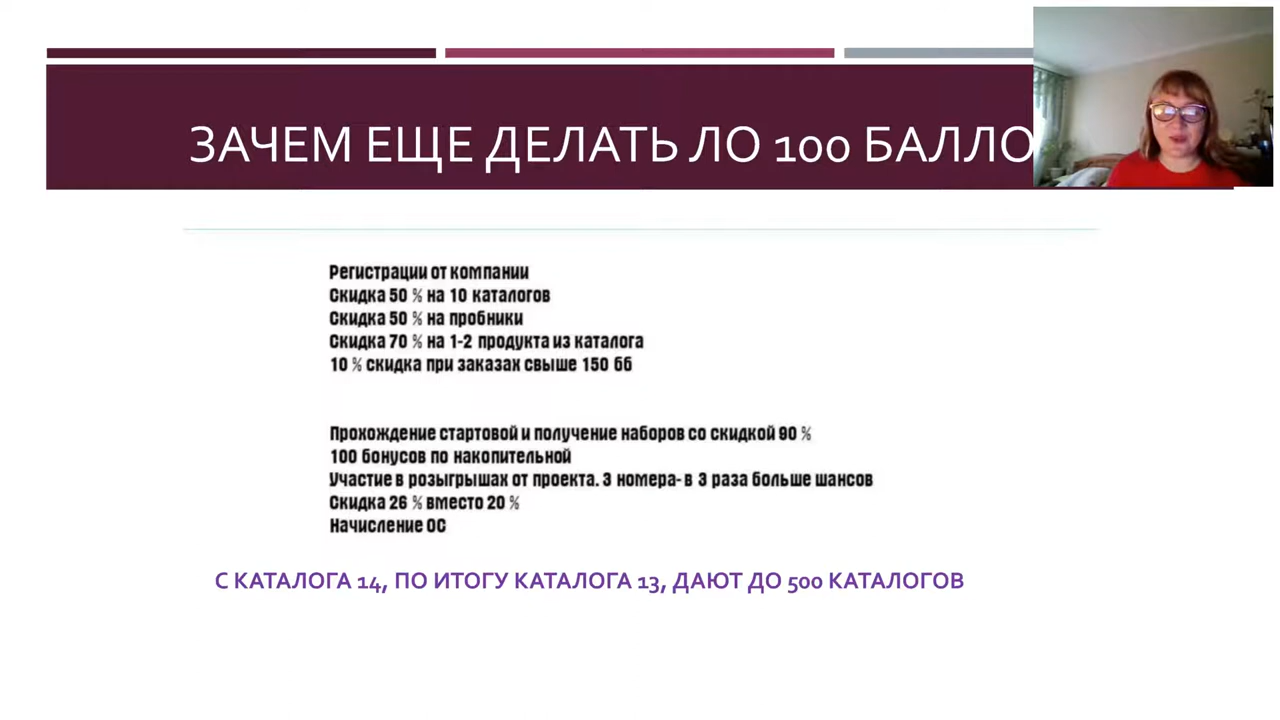 ЗАЧЕМ ЕЩЕ ДЕЛАТЬ ЛО 100 БАЛЛО
Регистрации от компании
Скидка 50 % на 10 каталогов
Скидка 50 % на пробники
Скидка 70 % на 1-2 продукта из каталога
10 % скидка при заказах свыше 150 бб
Прохождение стартовой и получение наборов со скидкой 90 %
100 бонусов по накопительной
Участие в розыгрышах от проекта. 3 номера- в 3 раза больше шансов
Скидка 26 % вместо 20 %
Начисление ОС
С КАТАЛОГА 14, ПО ИТОГУ КАТАЛОГА 13, ДАЮТ ДО 500 КАТАЛОГОВ